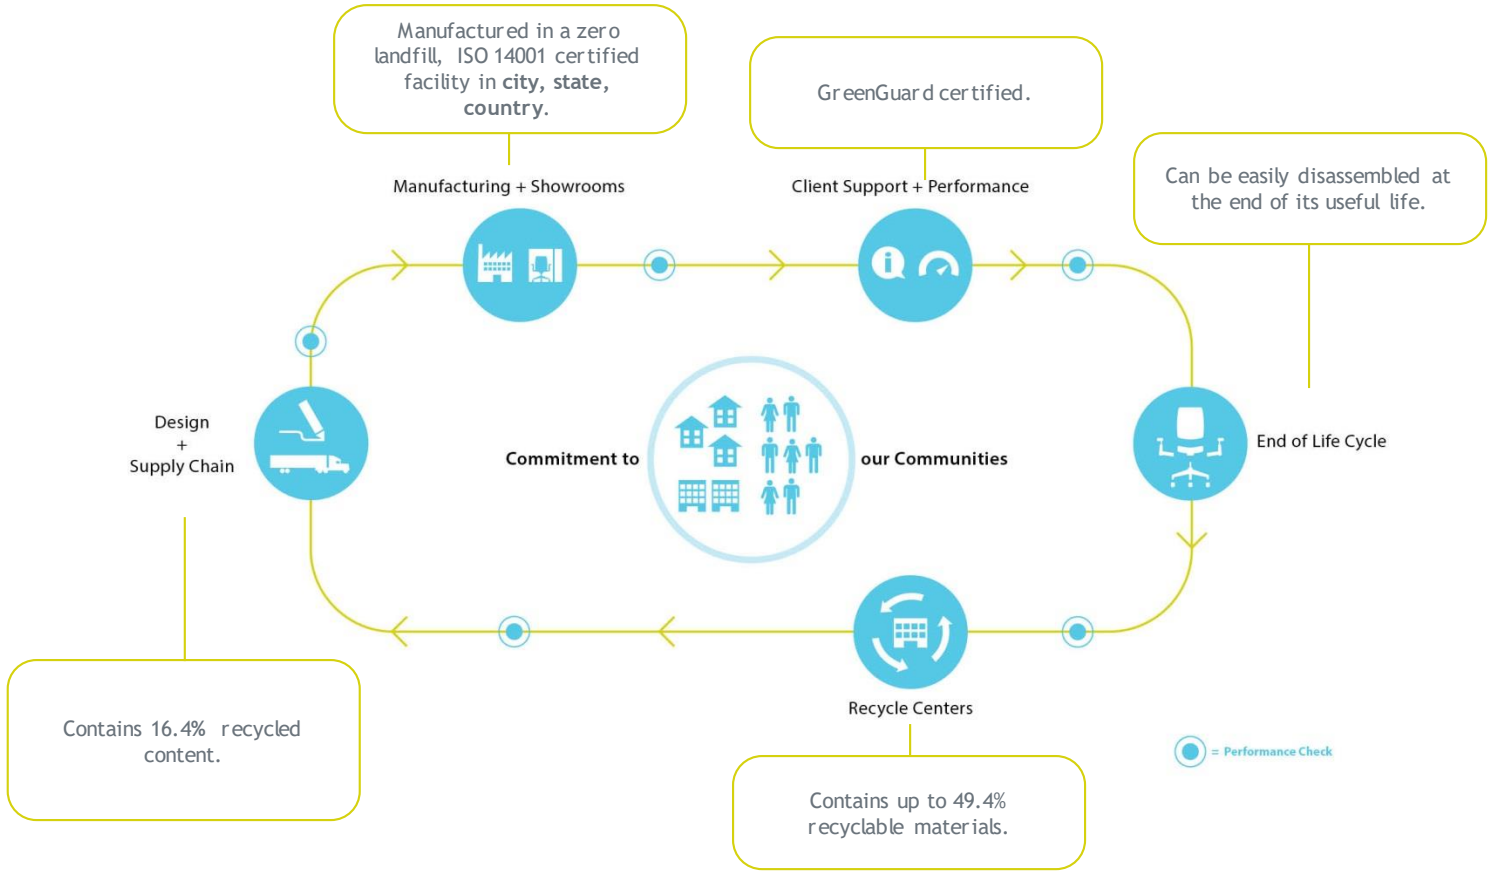 Manufactured in a zero
landfill, ISO 14001 certified
facility in city, state,
country.
GreenGuard certified.
Can be easily disassembled at
the end of its useful life.
Manufacturing + Showrooms
Client Support + Performance
Design
+
Supply Chain
Commitment to
our Communities
End of Life Cycle
Recycle Centers
Contains 16.4% recycled
content.
= Performance Check
Contains up to 49.4%
recyclable materials.